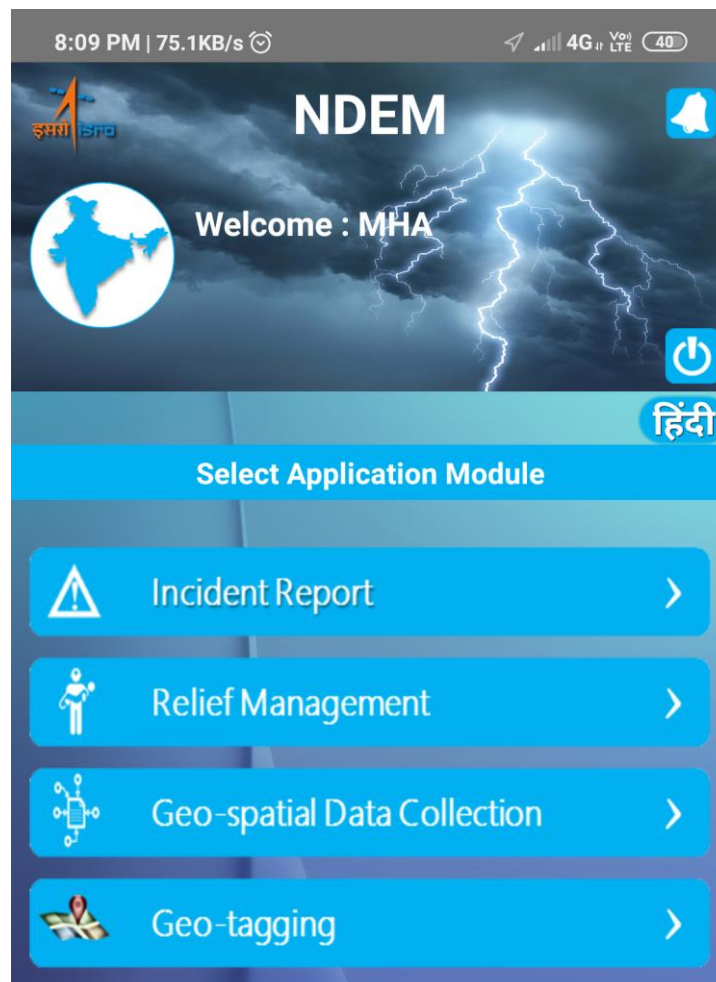 8:09 PM | 75.1KB/s 4G VoLTE 40
इसरो isro
NDEM
Welcome : MHA
हिंदी
Select Application Module
Incident Report
Relief Management
Geo-spatial Data Collection
Geo-tagging